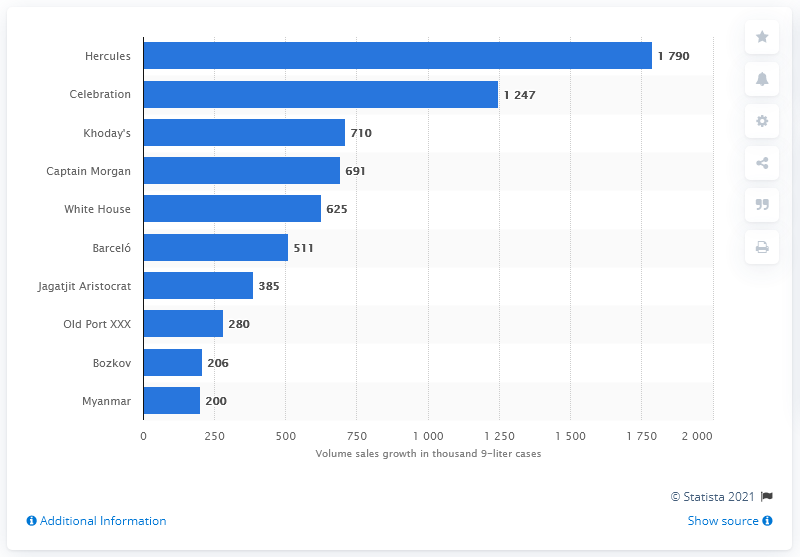 Hercules 1 790
Celebration 1 247
Khoday's 710
Captain Morgan 691
White House 625
Barceló 511
Jagatjit Aristocrat 385
Old Port XXX 280
Bozkov 206
Myanmar 200
0 250 500 750 1 000 1 250 1 500 1 750 2 000
Volume sales growth in thousand 9-liter cases
© Statista 2021
Additional Information Show source